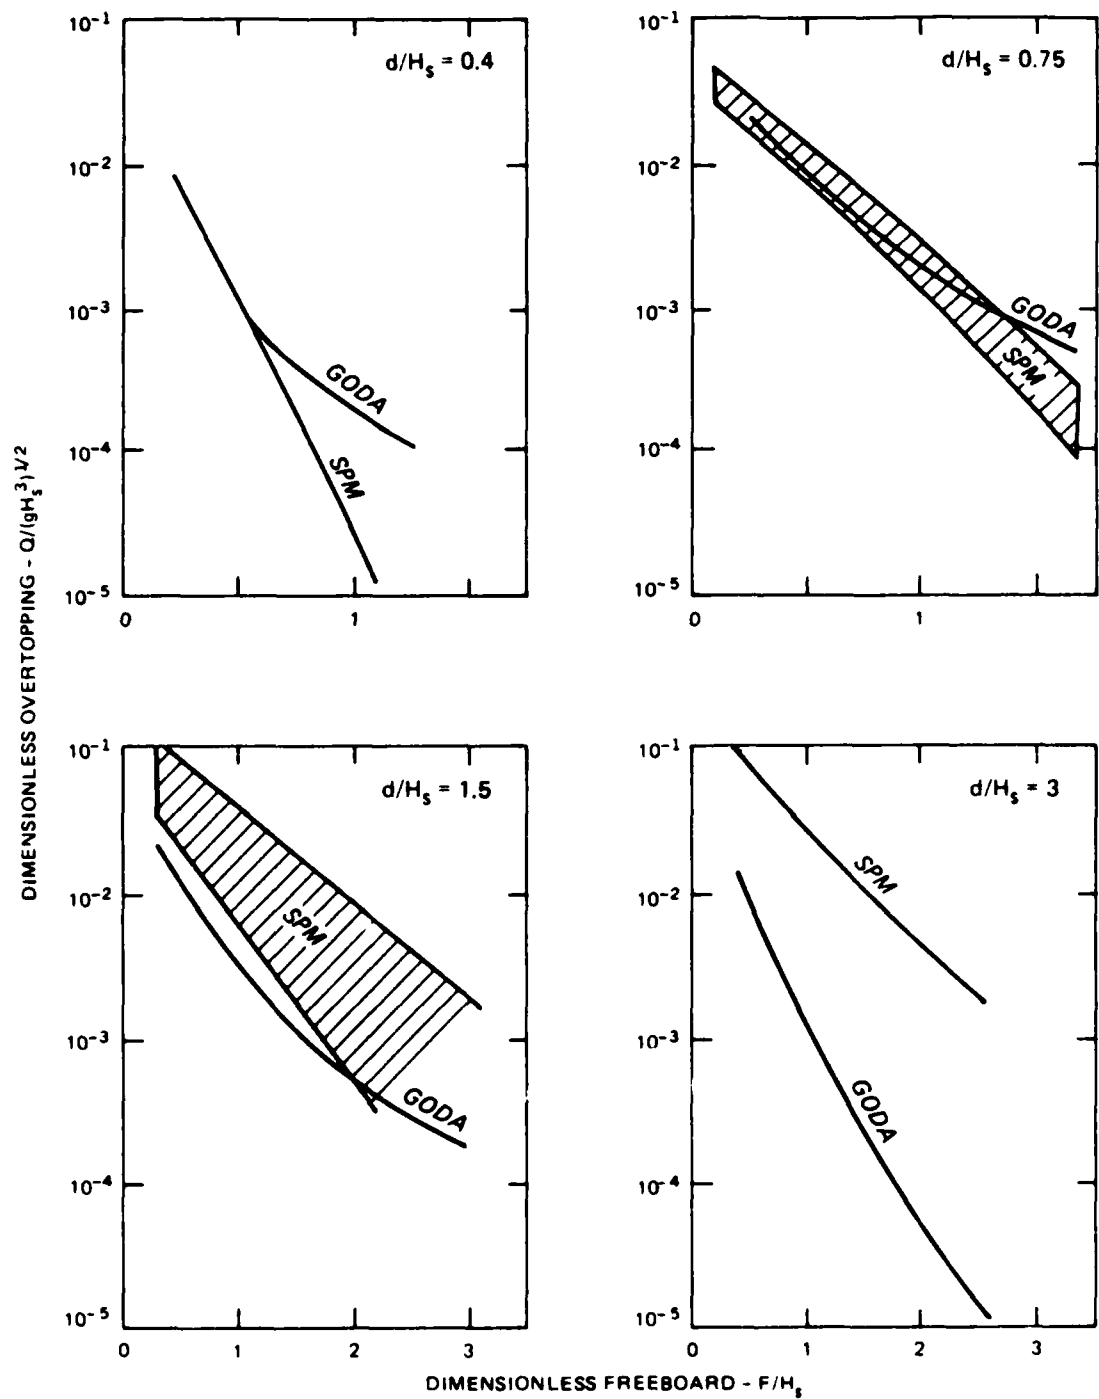 DIMENSIONLESS OVERTOPPING - Q/(gH_s^3)^1/2
d/H_s = 0.4
10^-1
10^-2
10^-3
10^-4
10^-5
0
1
GODA
SPM
d/H_s = 0.75
10^-1
10^-2
10^-3
10^-4
10^-5
0
1
GODA
SPM
d/H_s = 1.5
10^-1
10^-2
10^-3
10^-4
10^-5
0
1
2
3
SPM
GODA
d/H_s = 3
10^-1
10^-2
10^-3
10^-4
10^-5
0
1
2
3
SPM
GODA
DIMENSIONLESS FREEBOARD - F/H_s